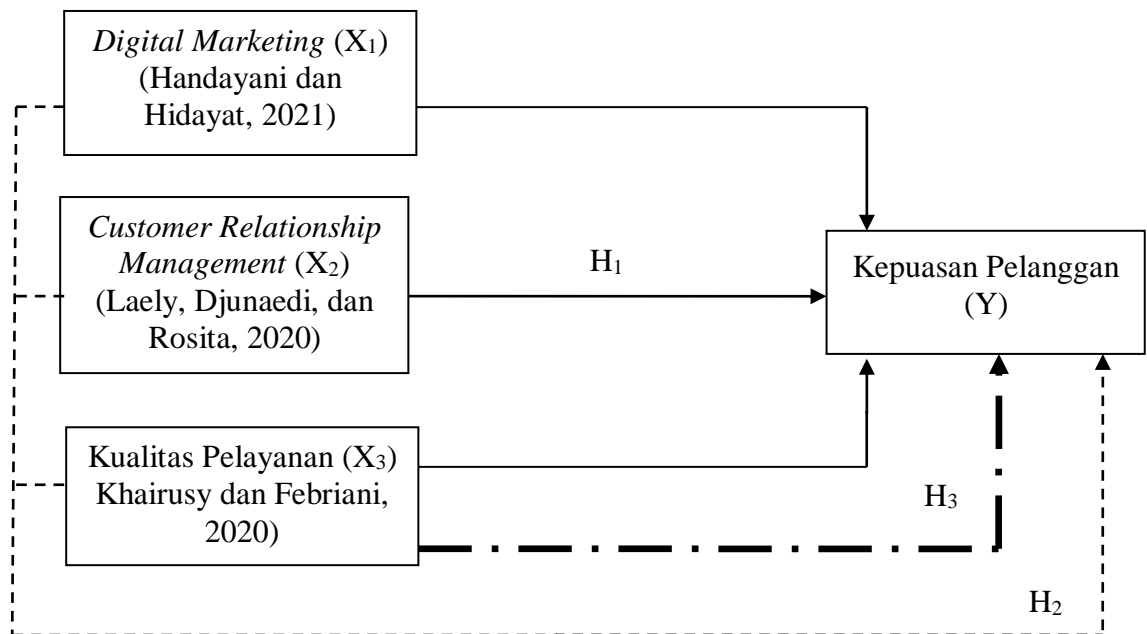 Digital Marketing (X₁)
(Handayani dan
Hidayat, 2021)
Customer Relationship
Management (X₂)
(Laely, Djunaedi, dan
Rosita, 2020)
H₁
Kepuasan Pelanggan
(Y)
Kualitas Pelayanan (X₃)
Khairusy dan Febriani,
2020)
H₃
H₂